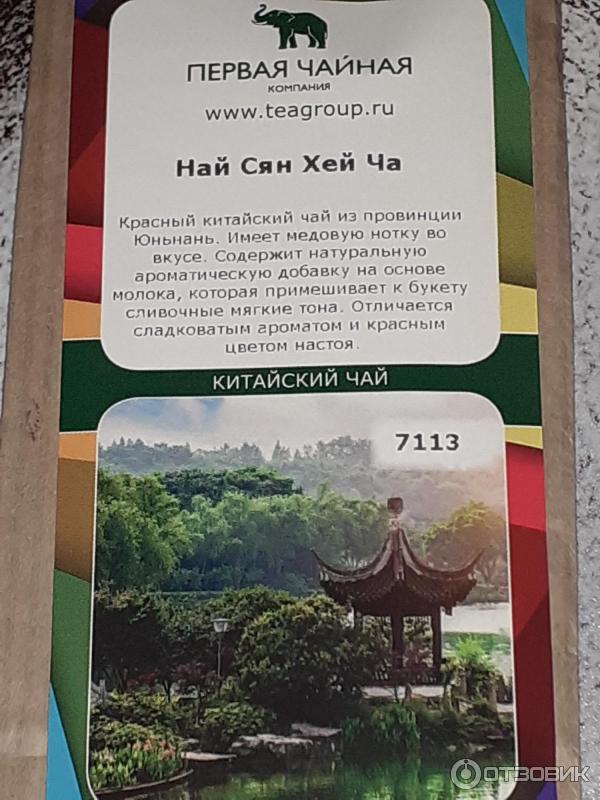 ПЕРВАЯ ЧАЙНАЯ
КОМПАНИЯ
www.teagroup.ru
Най Сян Хей Ча
Красный китайский чай из провинции
Юньнань. Имеет медовую нотку во
вкусе. Содержит натуральную
ароматическую добавку на основе
молока, которая примешивает к букету
сливочные мягкие тона. Отличается
сладковатым ароматом и красным
цветом настоя.
КИТАЙСКИЙ ЧАЙ
7113
ОТЗОВИК